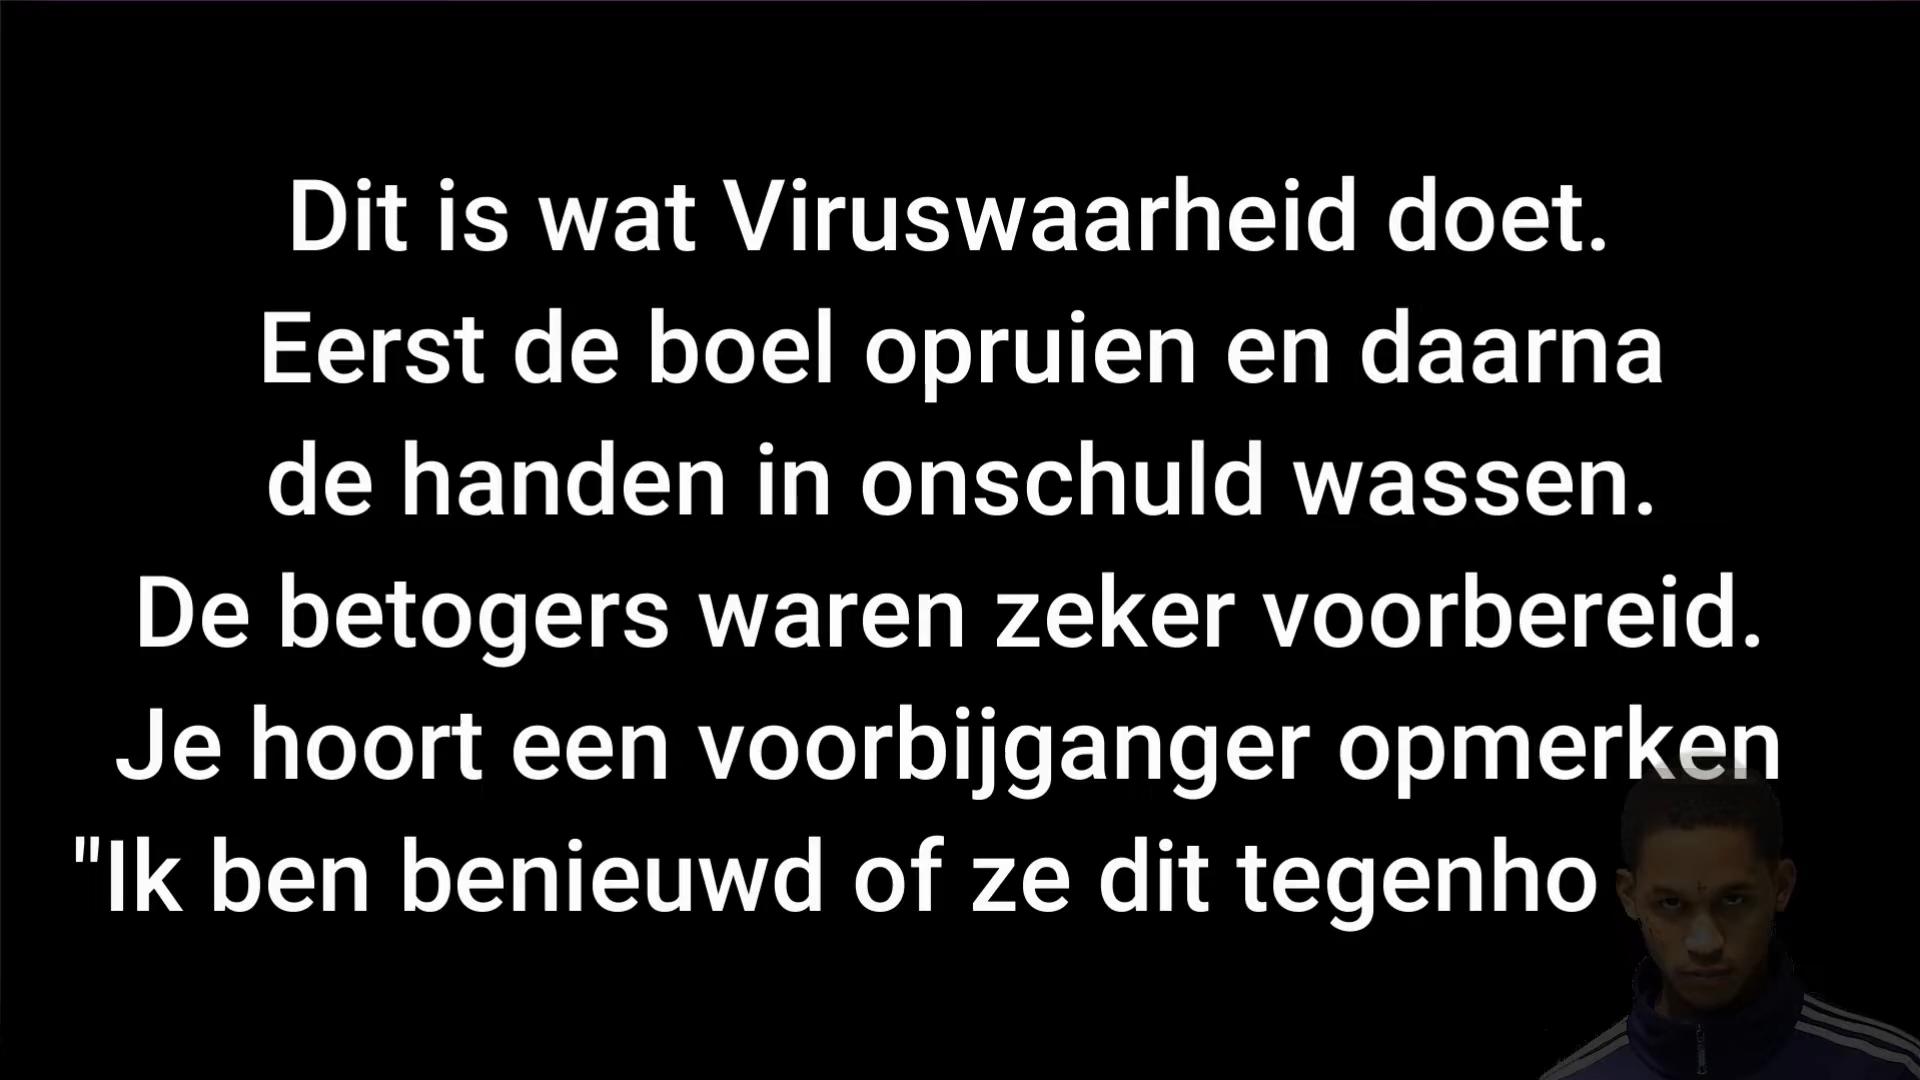 Dit is wat Viruswaarheid doet.
Eerst de boel opruien en daarna
de handen in onschuld wassen.
De betogers waren zeker voorbereid.
Je hoort een voorbijganger opmerken
"Ik ben benieuwd of ze dit tegenho